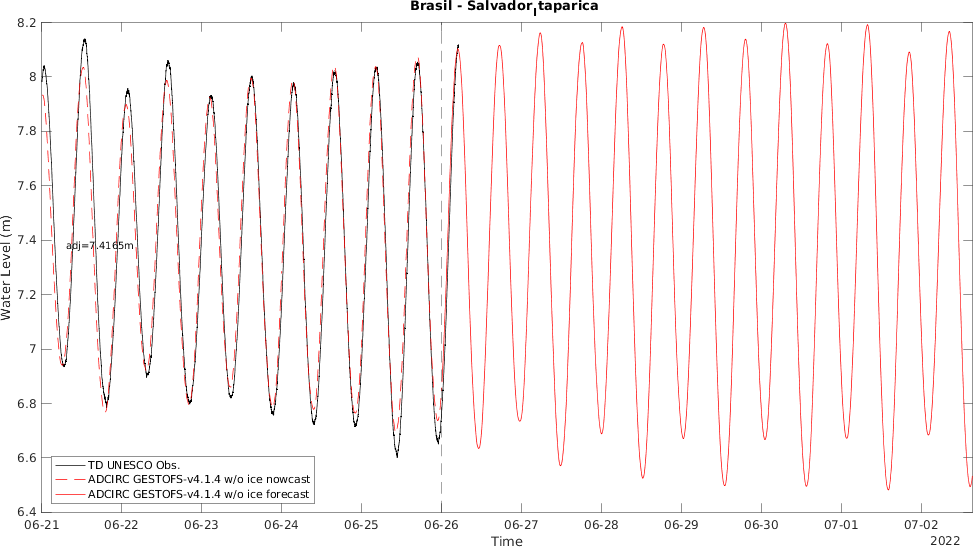 Brasil - Salvador_Itaparica
8.2
8
7.8
7.6
7.4
7.2
7
6.8
6.6
6.4
Water Level (m)
adj=7.4165m
TD UNESCO Obs.
ADCIRC GESTOFS-v4.1.4 w/o ice nowcast
ADCIRC GESTOFS-v4.1.4 w/o ice forecast
06-21 06-22 06-23 06-24 06-25 06-26 06-27 06-28 06-29 06-30 07-01 07-02
Time
2022